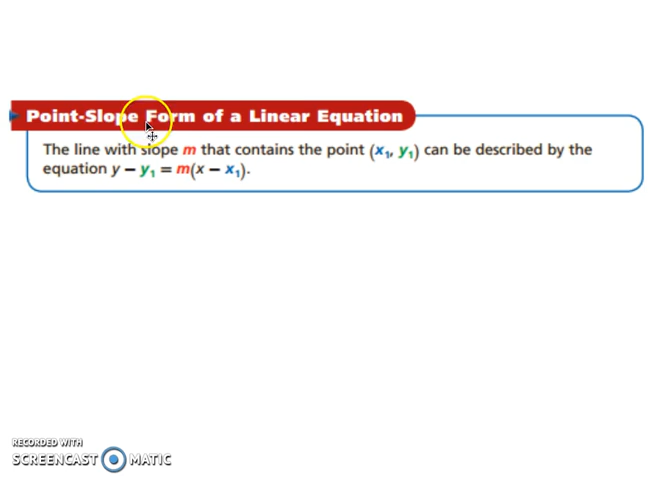 Point-Slope Form of a Linear Equation
The line with slope m that contains the point (x₁, y₁) can be described by the
equation y − y₁ = m(x − x₁).
RECORDED WITH
SCREENCAST MATIC